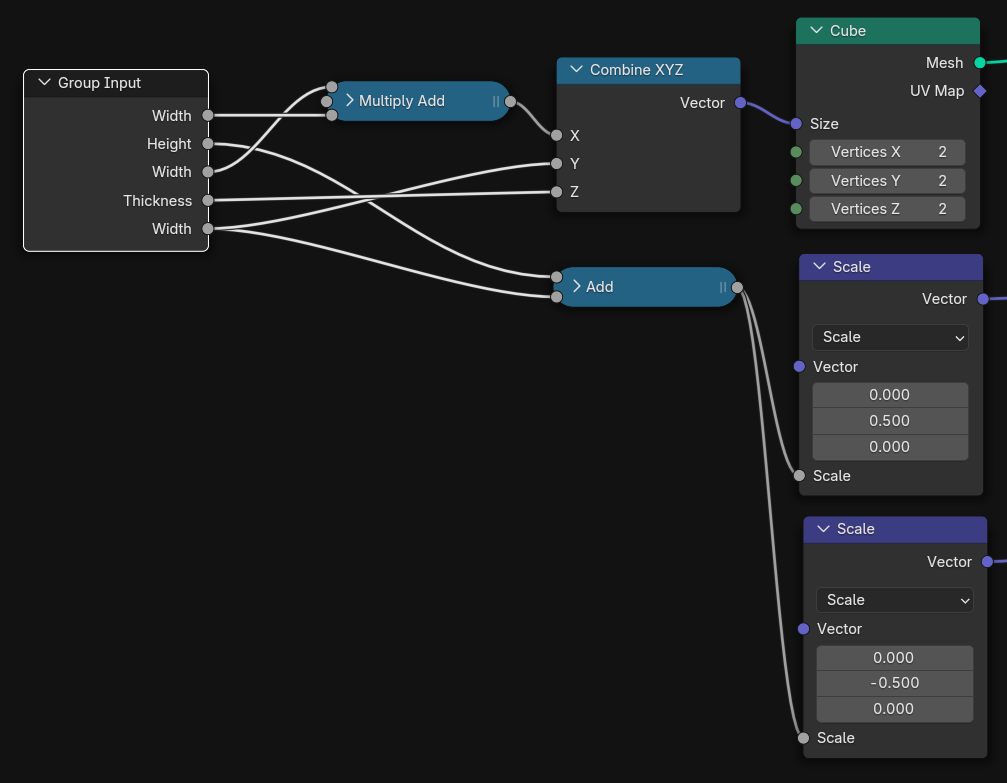 Group Input
Width
Height
Width
Thickness
Width
Multiply Add
Combine XYZ
Vector
X
Y
Z
Add
Cube
Mesh
UV Map
Size
Vertices X 2
Vertices Y 2
Vertices Z 2
Scale
Vector
Scale
Vector
0.000
0.500
0.000
Scale
Scale
Vector
Scale
Vector
0.000
-0.500
0.000
Scale